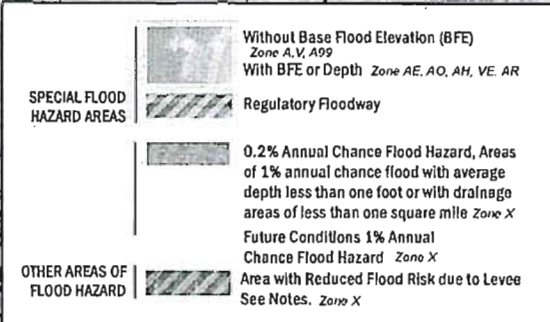 Without Base Flood Elevation (BFE)
Zone A,V, A99
With BFE or Depth Zone AE, AO, AH, VE, AR
SPECIAL FLOOD
HAZARD AREAS
Regulatory Floodway
0.2% Annual Chance Flood Hazard, Areas
of 1% annual chance flood with average
depth less than one foot or with drainage
areas of less than one square mile Zone X
Future Conditions 1% Annual
Chance Flood Hazard Zone X
OTHER AREAS OF
FLOOD HAZARD
Area with Reduced Flood Risk due to Levee
See Notes. Zone X